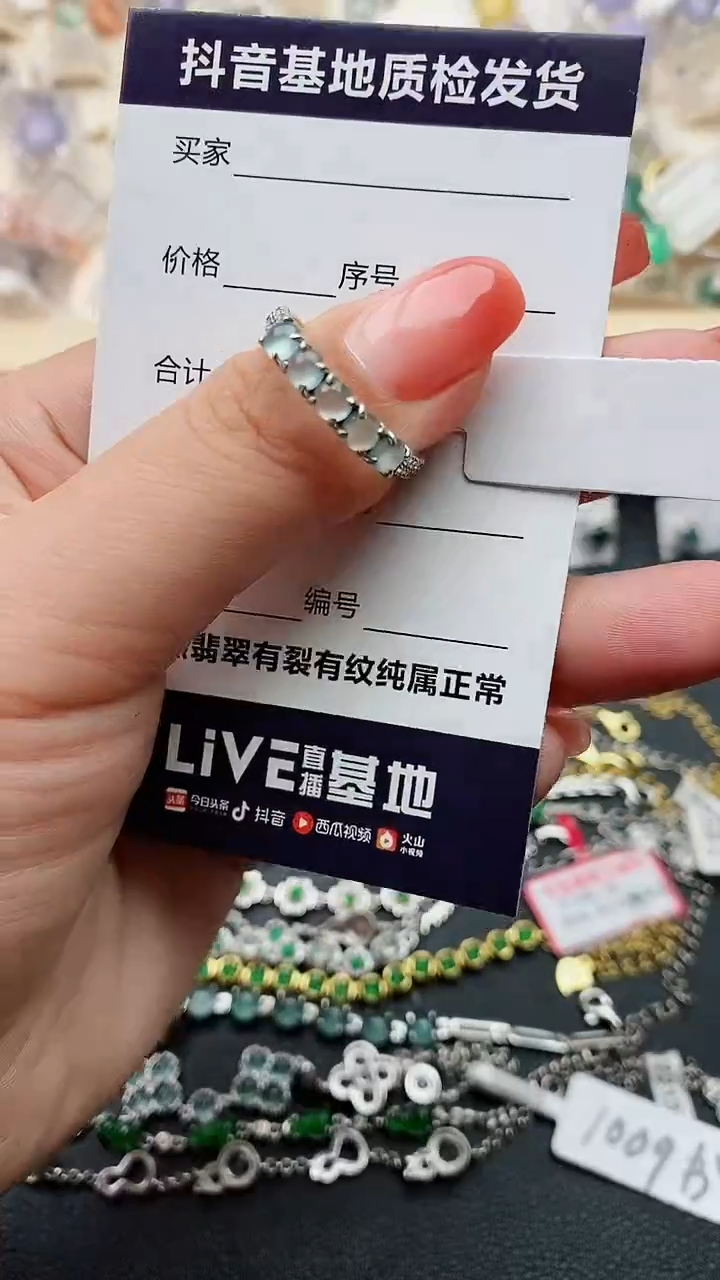 抖音基地质检发货
买家
价格 序号
合计
编号
翡翠有裂有纹纯属正常
LiVE直播基地
头条 今日头条 抖音 西瓜视频 火山小视频
1009